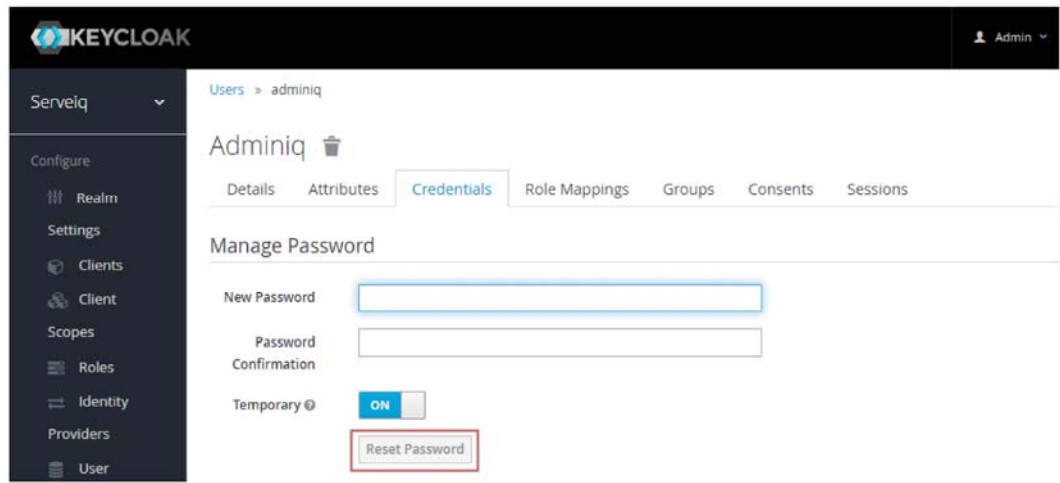 KEYCLOAK
Admin
ServeIq
Users » adminiq
Adminiq
Configure
Realm
Settings
Clients
Client
Scopes
Roles
Identity
Providers
User
Details Attributes Credentials Role Mappings Groups Consents Sessions
Manage Password
New Password
Password
Confirmation
Temporary
ON
Reset Password